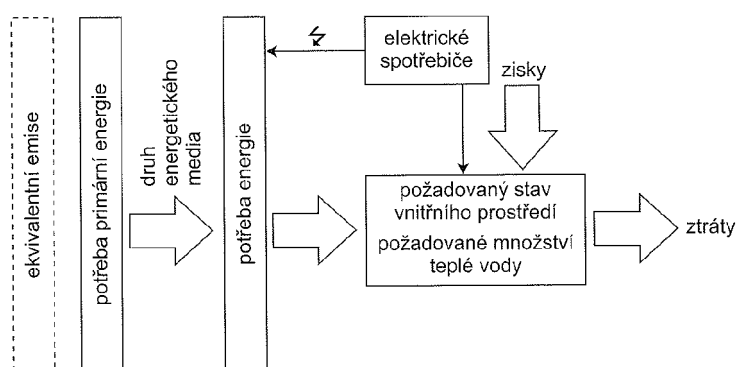 ekvivalentní emise
potřeba primární energie
druh
energetického
media
potřeba energie
elektrické
spotřebiče
zisky
požadovaný stav
vnitřního prostředí
požadované množství
teplé vody
ztráty